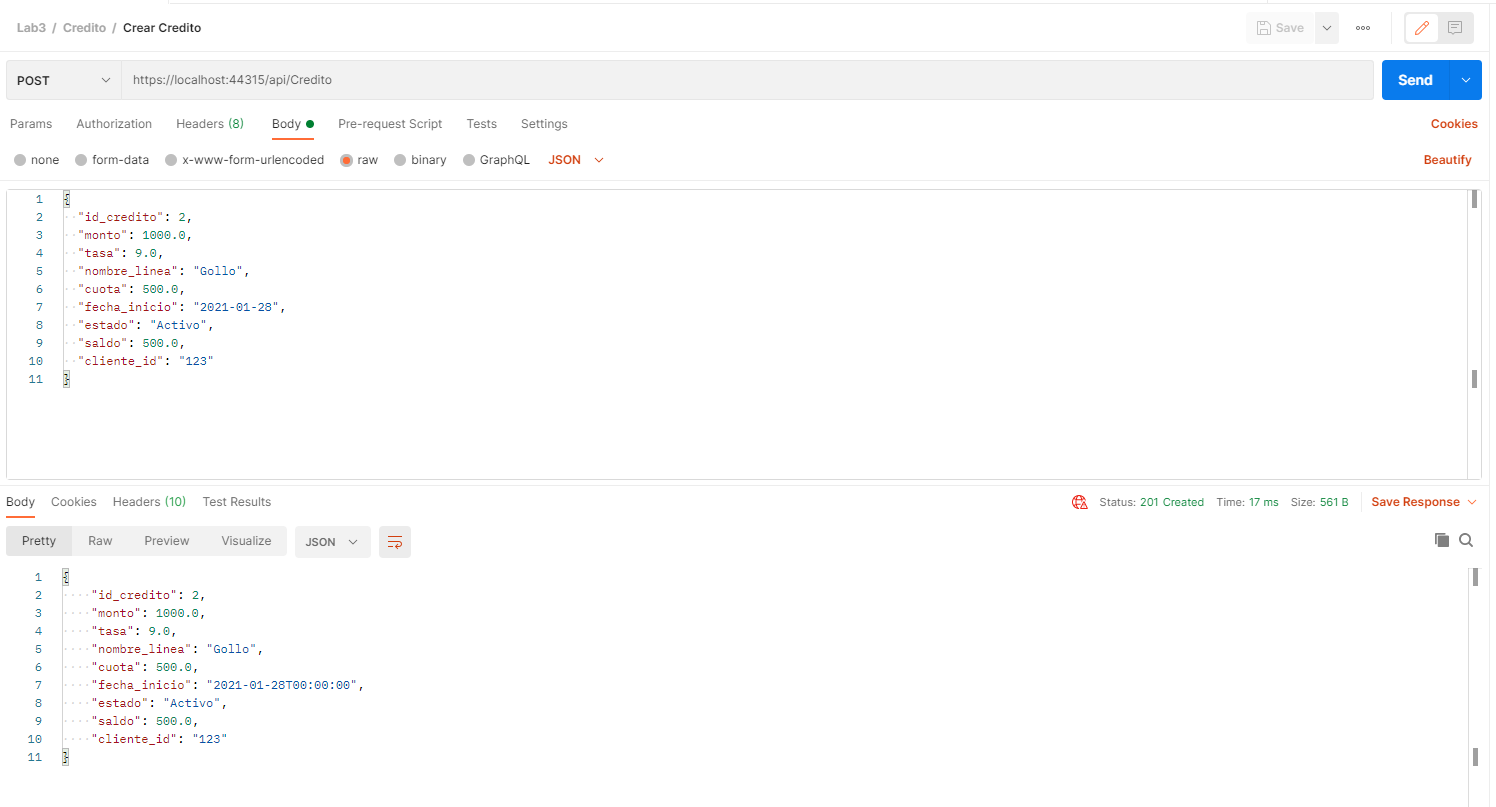 Lab3 / Credito / Crear Credito
Save
POST
https://localhost:44315/api/Credito
Send
Params Authorization Headers (8) Body Pre-request Script Tests Settings Cookies
none form-data x-www-form-urlencoded raw binary GraphQL JSON Beautify
1 {
2 "id_credito": 2,
3 "monto": 1000.0,
4 "tasa": 9.0,
5 "nombre_linea": "Gollo",
6 "cuota": 500.0,
7 "fecha_inicio": "2021-01-28",
8 "estado": "Activo",
9 "saldo": 500.0,
10 "cliente_id": "123"
11 }
Body Cookies Headers (10) Test Results Status: 201 Created Time: 17 ms Size: 561 B Save Response
Pretty Raw Preview Visualize JSON
1 {
2 "id_credito": 2,
3 "monto": 1000.0,
4 "tasa": 9.0,
5 "nombre_linea": "Gollo",
6 "cuota": 500.0,
7 "fecha_inicio": "2021-01-28T00:00:00",
8 "estado": "Activo",
9 "saldo": 500.0,
10 "cliente_id": "123"
11 }